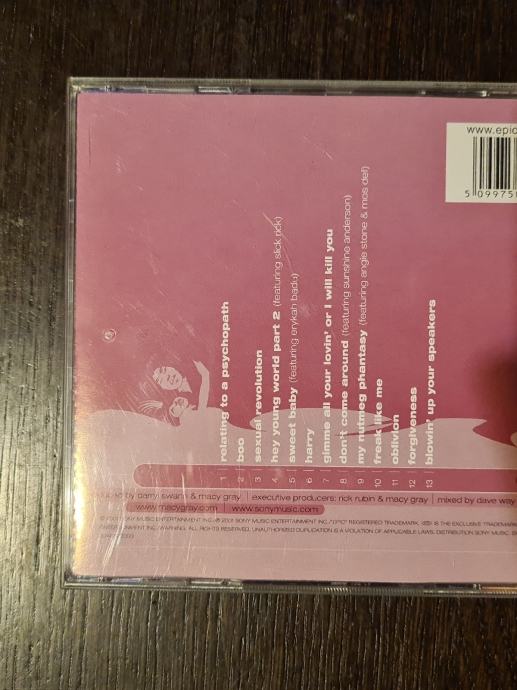 www.epic
5 09975
1 relating to a psychopath
2 boo
3 sexual revolution
4 hey young world part 2 (featuring slick rick)
5 sweet baby (featuring erykah badu)
6 harry
7 gimme all your lovin' or I will kill you
8 don't come around (featuring sunshine anderson)
9 my nutmeg phantasy (featuring angie stone & mos def)
10 freak like me
11 oblivion
12 forgiveness
13 blowin' up your speakers
by darryl swann & macy gray | executive producers: rick rubin & macy gray | mixed by dave way
www.macygray.com | www.sonymusic.com
MUSIC ENTERTAINMENT INC./℗ 2001 SONY MUSIC ENTERTAINMENT INC./"EPIC" REGISTERED TRADEMARK. IS THE EXCLUSIVE TRADEMARK
ENTERTAINMENT INC. WARNING: ALL RIGHTS RESERVED. UNAUTHORISED DUPLICATION IS A VIOLATION OF APPLICABLE LAWS. DISTRIBUTION SONY MUSIC.